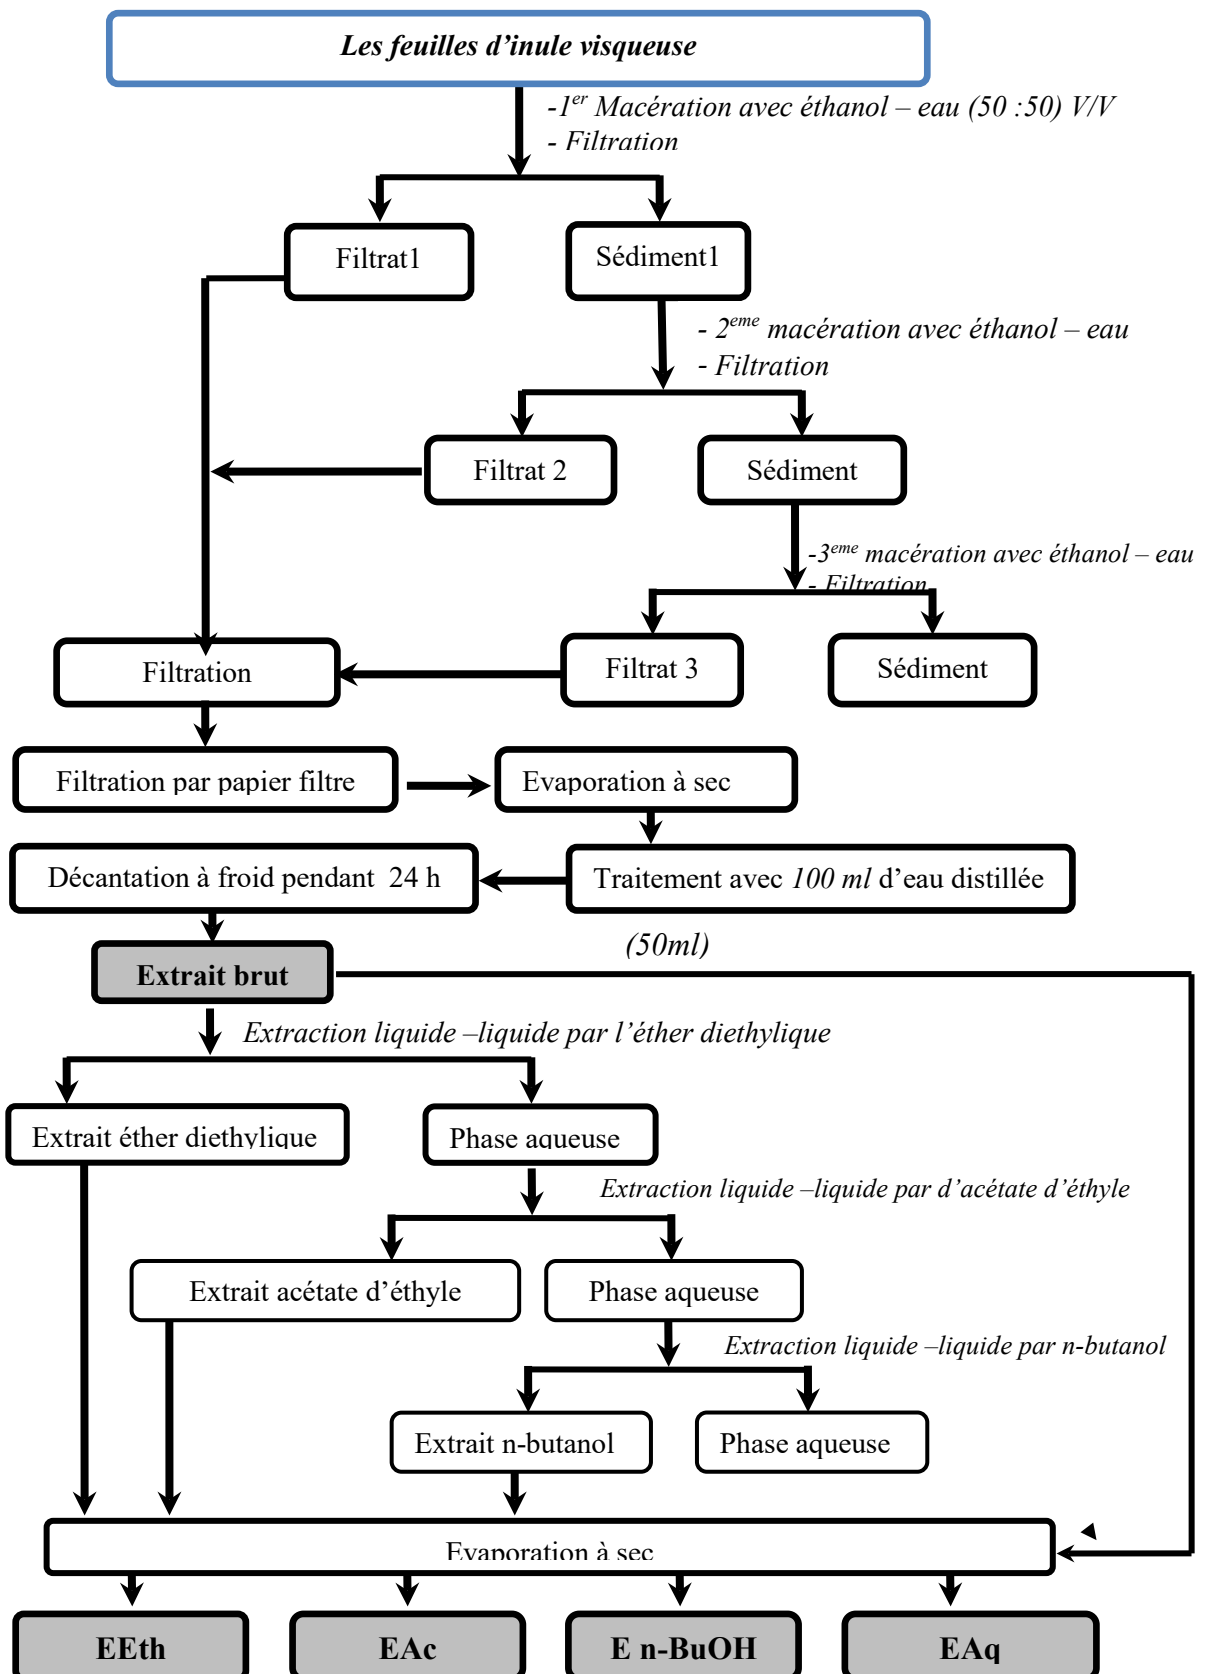 Les feuilles d'inule visqueuse
-1er Macération avec éthanol – eau (50 :50) V/V
- Filtration
Filtrat1
Sédiment1
- 2eme macération avec éthanol – eau
- Filtration
Filtrat 2
Sédiment
-3eme macération avec éthanol – eau
- Filtration
Filtration
Filtrat 3
Sédiment
Filtration par papier filtre
Evaporation à sec
Décantation à froid pendant 24 h
Traitement avec 100 ml d'eau distillée
(50ml)
Extrait brut
Extraction liquide –liquide par l'éther diethylique
Extrait éther diethylique
Phase aqueuse
Extraction liquide –liquide par d'acétate d'éthyle
Extrait acétate d'éthyle
Phase aqueuse
Extraction liquide –liquide par n-butanol
Extrait n-butanol
Phase aqueuse
Evaporation à sec
EEth
EAc
E n-BuOH
EAq